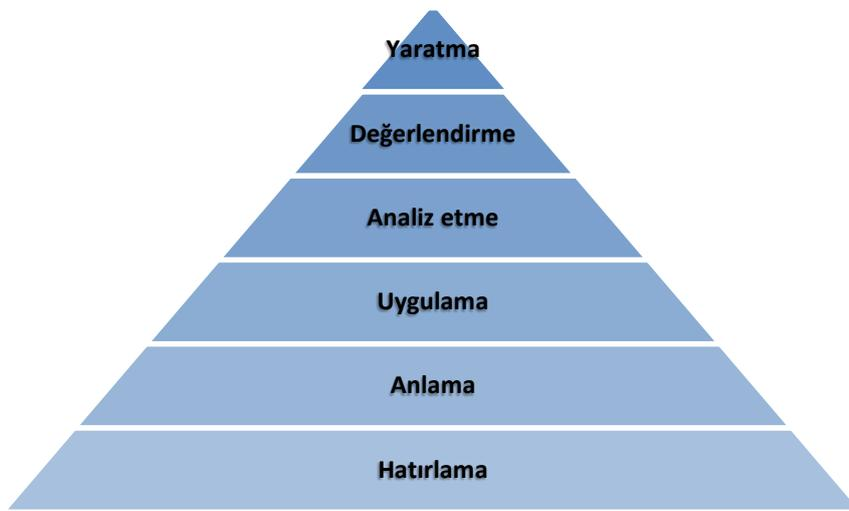 Yaratma
Değerlendirme
Analiz etme
Uygulama
Anlama
Hatırlama